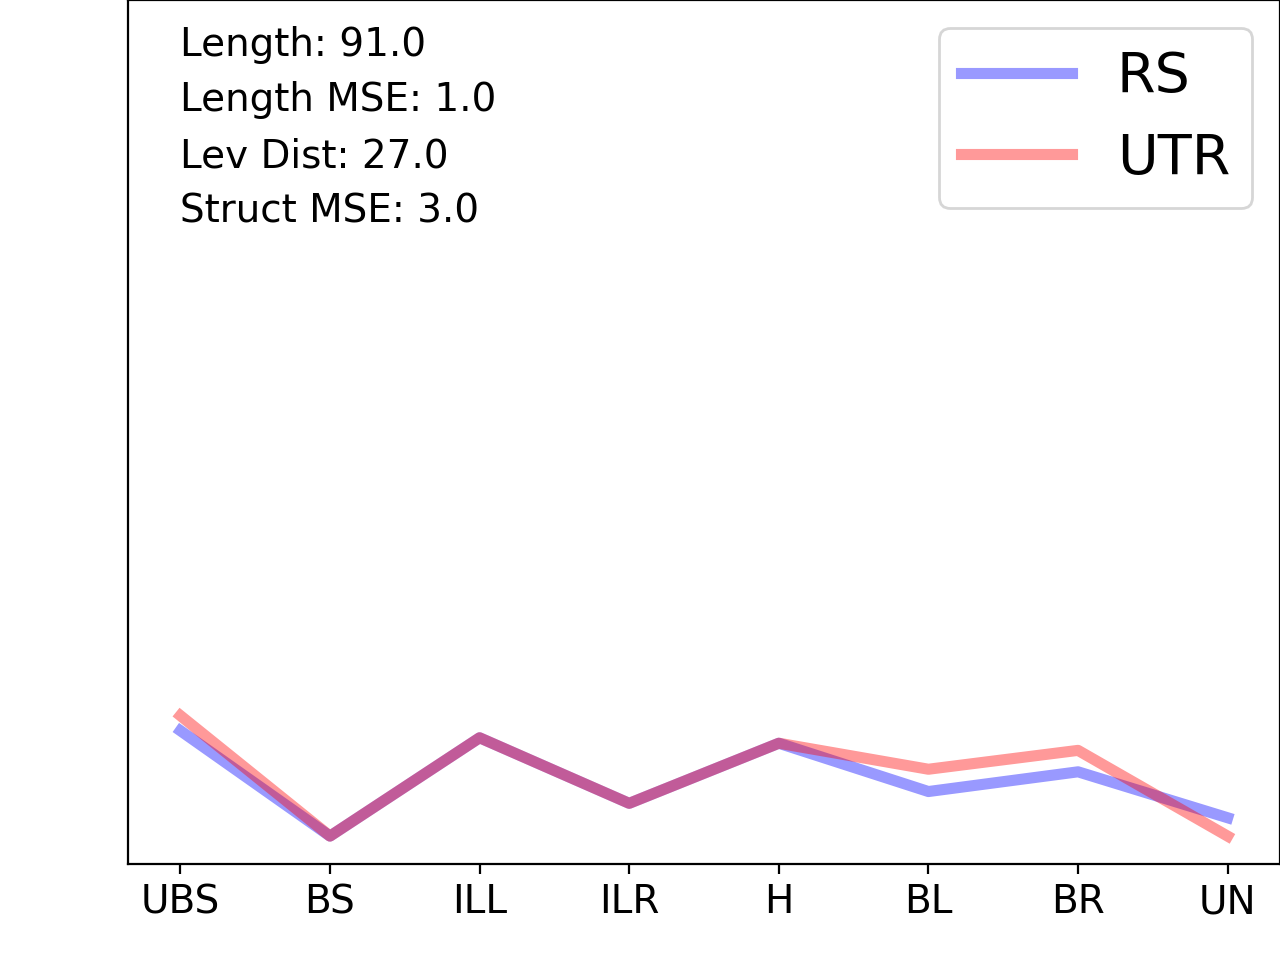 Length: 91.0
Length MSE: 1.0
Lev Dist: 27.0
Struct MSE: 3.0
RS
UTR
UBS BS ILL ILR H BL BR UN